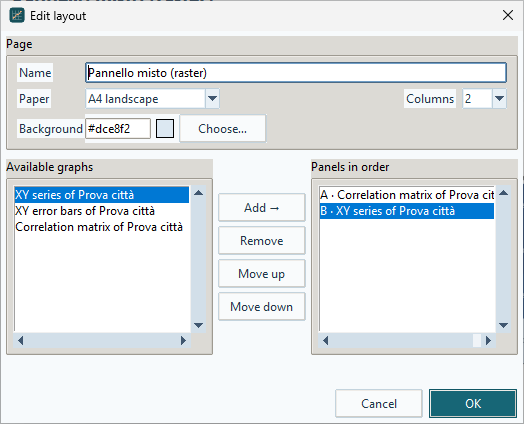 Edit layout
Page
Name Pannello misto (raster)
Paper A4 landscape Columns 2
Background #dce8f2 Choose...
Available graphs
XY series of Prova città
XY error bars of Prova città
Correlation matrix of Prova città
Add →
Remove
Move up
Move down
Panels in order
A · Correlation matrix of Prova cit
B · XY series of Prova città
Cancel OK